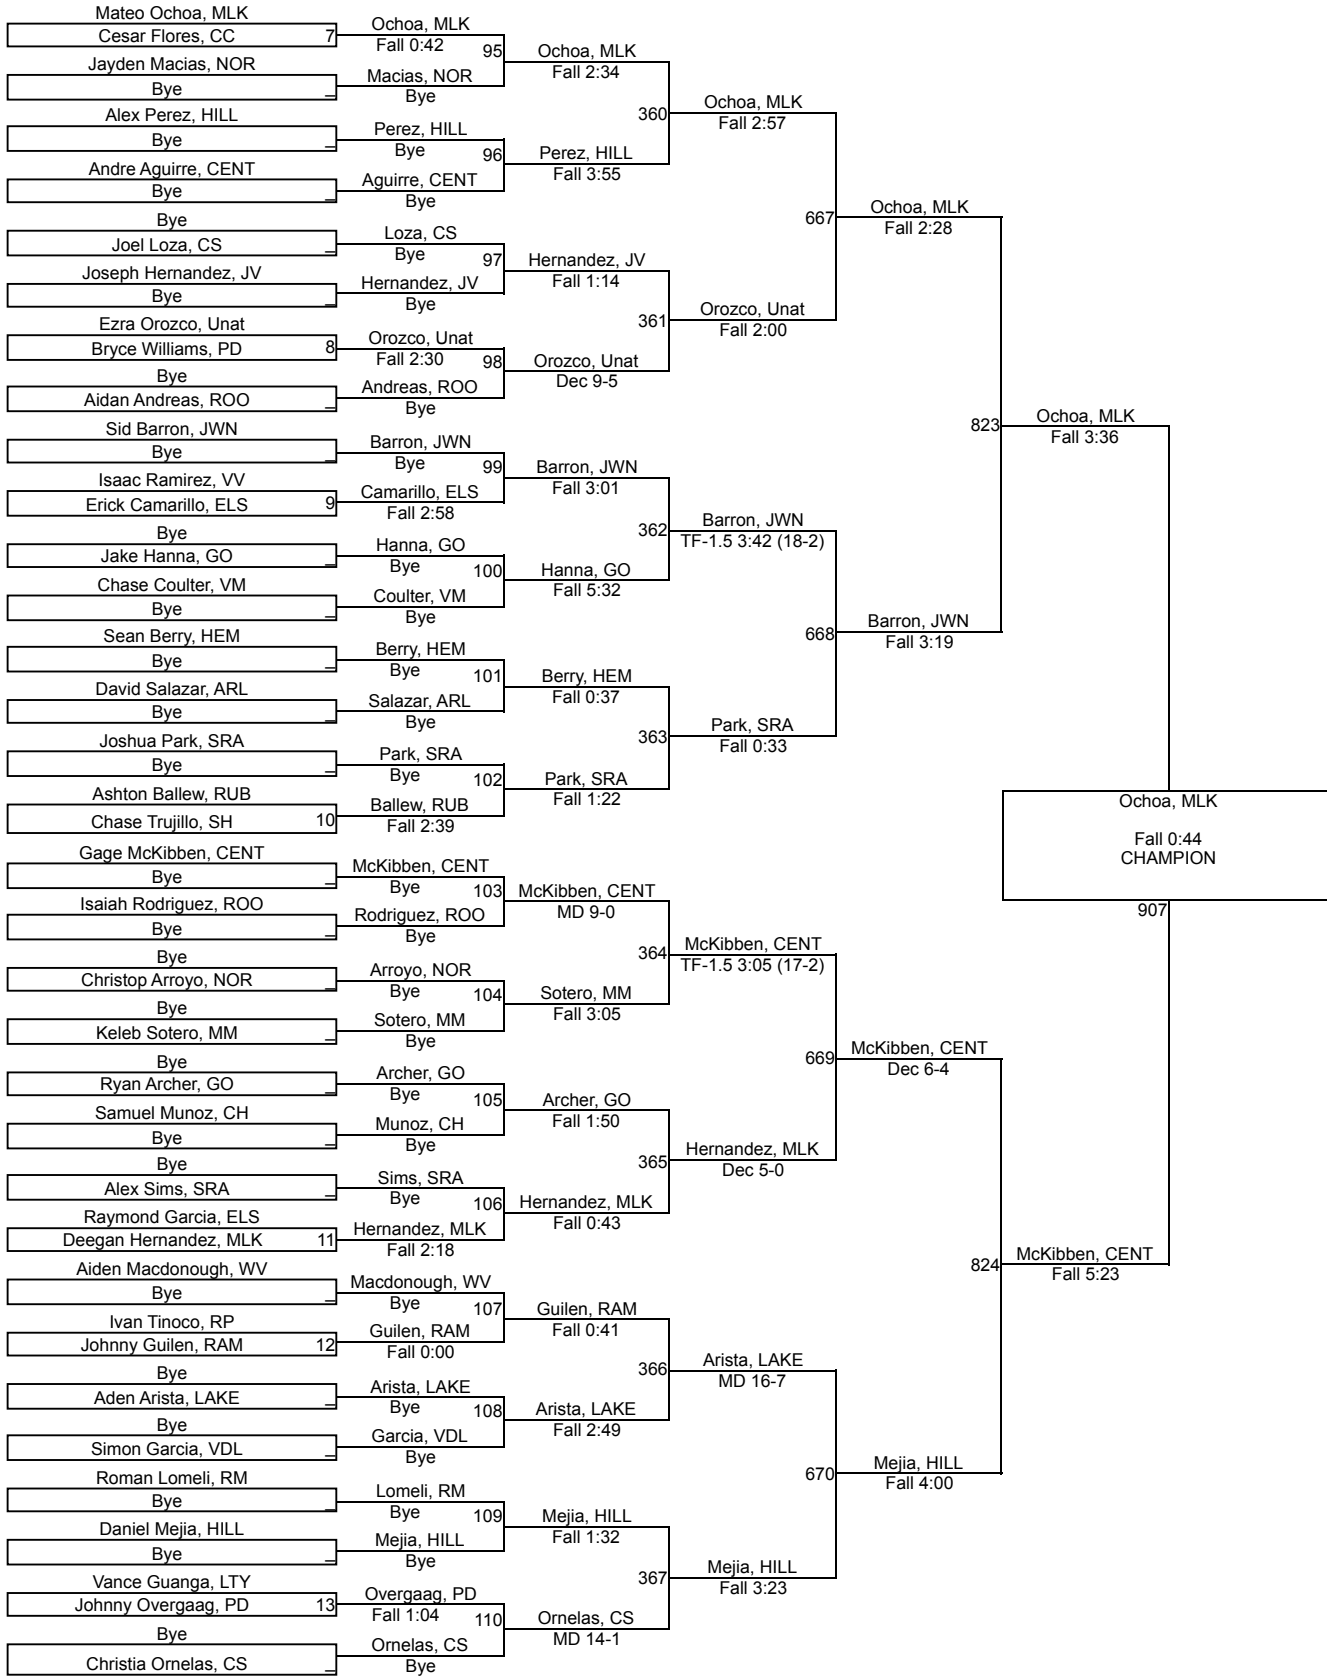 Mateo Ochoa, MLK
Cesar Flores, CC 7
Jayden Macias, NOR
Bye _
Alex Perez, HILL
Bye _
Andre Aguirre, CENT
Bye _
Bye
Joel Loza, CS _
Joseph Hernandez, JV
Bye _
Ezra Orozco, Unat
Bryce Williams, PD 8
Bye
Aidan Andreas, ROO _
Sid Barron, JWN
Bye _
Isaac Ramirez, VV
Erick Camarillo, ELS 9
Bye
Jake Hanna, GO _
Chase Coulter, VM
Bye _
Sean Berry, HEM
Bye _
David Salazar, ARL
Bye _
Joshua Park, SRA
Bye _
Ashton Ballew, RUB
Chase Trujillo, SH 10
Gage McKibben, CENT
Bye _
Isaiah Rodriguez, ROO
Bye _
Bye
Christop Arroyo, NOR _
Bye
Keleb Sotero, MM _
Bye
Ryan Archer, GO _
Samuel Munoz, CH
Bye _
Bye
Alex Sims, SRA _
Raymond Garcia, ELS
Deegan Hernandez, MLK 11
Aiden Macdonough, WV
Bye _
Ivan Tinoco, RP
Johnny Guilen, RAM 12
Bye
Aden Arista, LAKE _
Bye
Simon Garcia, VDL _
Roman Lomeli, RM
Bye _
Daniel Mejia, HILL
Bye _
Vance Guanga, LTY
Johnny Overgaag, PD 13
Bye
Christia Ornelas, CS _
Ochoa, MLK
Fall 0:42
95
Macias, NOR
Bye
Perez, HILL
Bye
96
Aguirre, CENT
Bye
Loza, CS
Bye
97
Hernandez, JV
Bye
Orozco, Unat
Fall 2:30
98
Andreas, ROO
Bye
Barron, JWN
Bye
99
Camarillo, ELS
Fall 2:58
Hanna, GO
Bye
100
Coulter, VM
Bye
Berry, HEM
Bye
101
Salazar, ARL
Bye
Park, SRA
Bye
102
Ballew, RUB
Fall 2:39
McKibben, CENT
Bye
103
Rodriguez, ROO
Bye
Arroyo, NOR
Bye
104
Sotero, MM
Bye
Archer, GO
Bye
105
Munoz, CH
Bye
Sims, SRA
Bye
106
Hernandez, MLK
Fall 2:18
Macdonough, WV
Bye
107
Guilen, RAM
Fall 0:00
Arista, LAKE
Bye
108
Garcia, VDL
Bye
Lomeli, RM
Bye
109
Mejia, HILL
Bye
Overgaag, PD
Fall 1:04
110
Ornelas, CS
Bye
Ochoa, MLK
Fall 2:34
360
Perez, HILL
Fall 3:55
Hernandez, JV
Fall 1:14
361
Orozco, Unat
Dec 9-5
Barron, JWN
Fall 3:01
362
Hanna, GO
Fall 5:32
Berry, HEM
Fall 0:37
363
Park, SRA
Fall 1:22
McKibben, CENT
MD 9-0
364
Sotero, MM
Fall 3:05
Archer, GO
Fall 1:50
365
Hernandez, MLK
Fall 0:43
Guilen, RAM
Fall 0:41
366
Arista, LAKE
Fall 2:49
Mejia, HILL
Fall 1:32
367
Ornelas, CS
MD 14-1
Ochoa, MLK
Fall 2:57
667
Orozco, Unat
Fall 2:00
Barron, JWN
TF-1.5 3:42 (18-2)
668
Park, SRA
Fall 0:33
McKibben, CENT
TF-1.5 3:05 (17-2)
669
Hernandez, MLK
Dec 5-0
Arista, LAKE
MD 16-7
670
Mejia, HILL
Fall 3:23
Ochoa, MLK
Fall 2:28
823
Barron, JWN
Fall 3:19
McKibben, CENT
Dec 6-4
824
Mejia, HILL
Fall 4:00
Ochoa, MLK
Fall 3:36
McKibben, CENT
Fall 5:23
Ochoa, MLK
Fall 0:44
CHAMPION
907